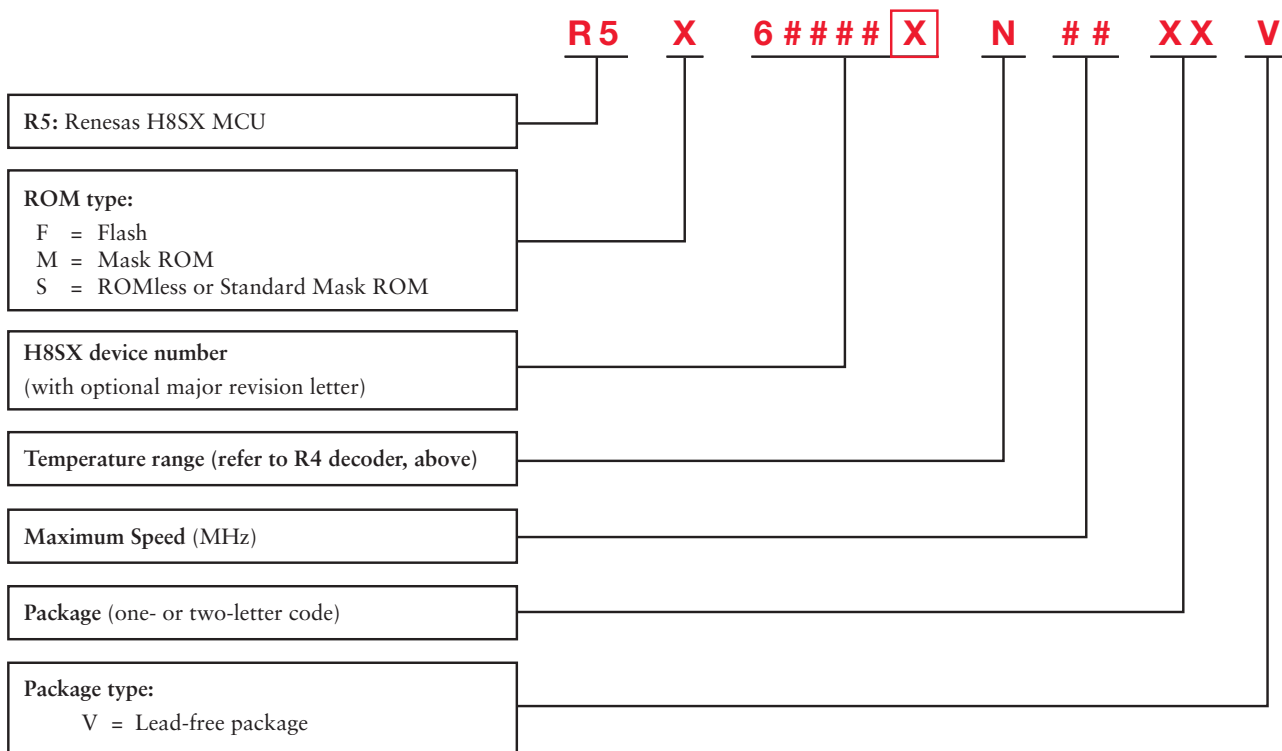 R5 X 6####X N ## XX V
R5: Renesas H8SX MCU
ROM type:
F = Flash
M = Mask ROM
S = ROMless or Standard Mask ROM
H8SX device number
(with optional major revision letter)
Temperature range (refer to R4 decoder, above)
Maximum Speed (MHz)
Package (one- or two-letter code)
Package type:
V = Lead-free package